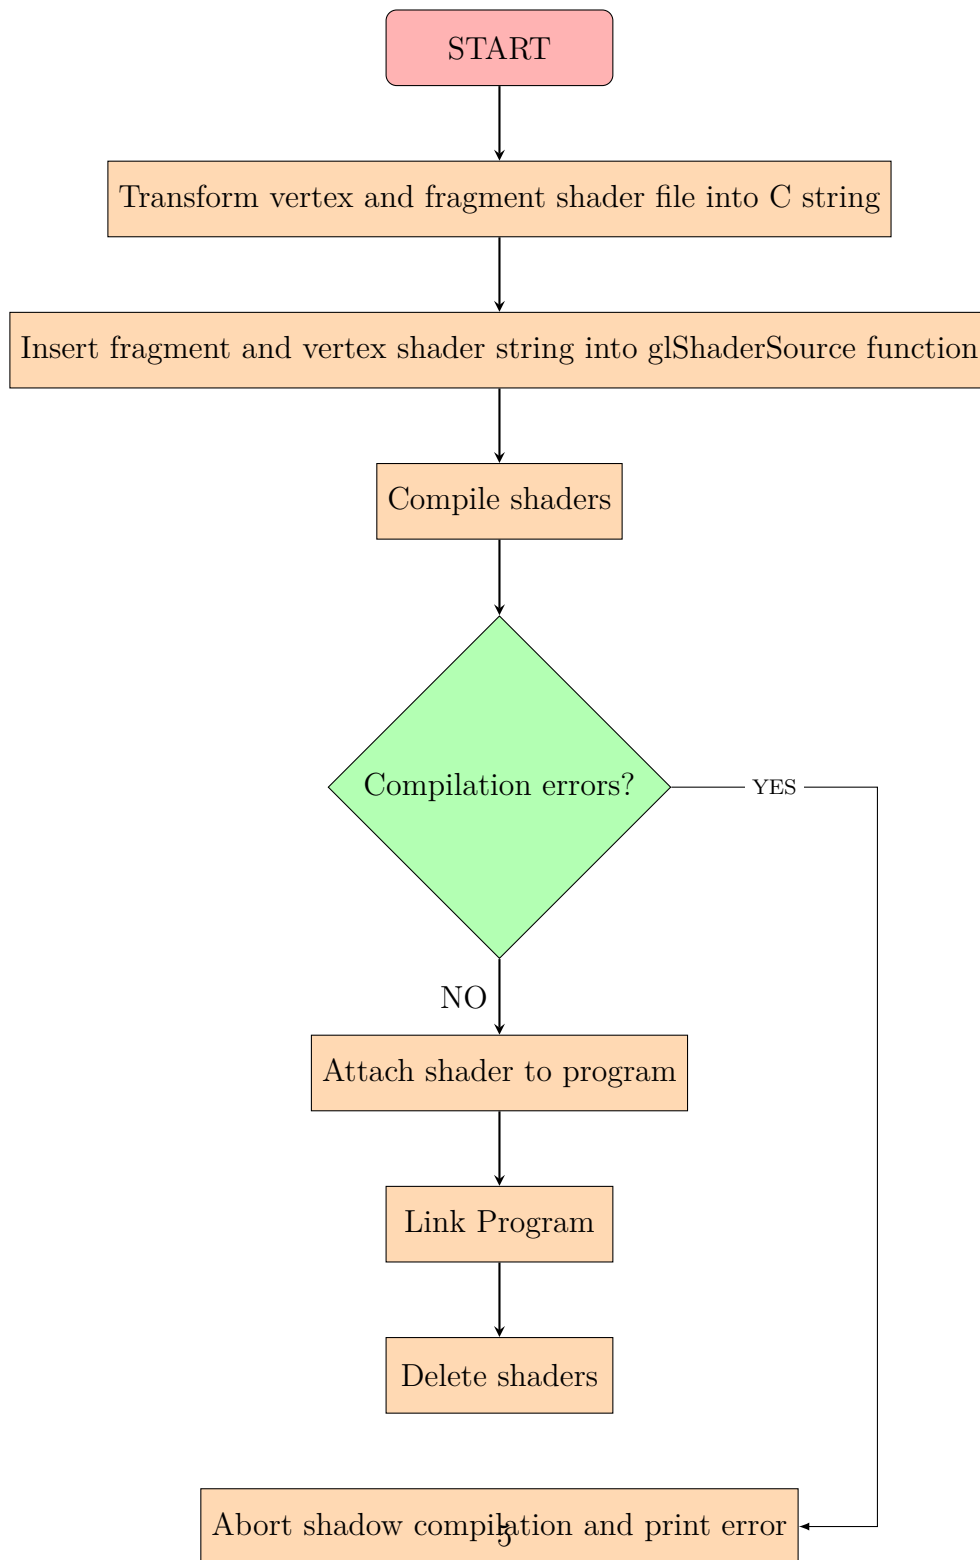 START
Transform vertex and fragment shader file into C string
Insert fragment and vertex shader string into glShaderSource function
Compile shaders
Compilation errors?
YES
NO
Attach shader to program
Link Program
Delete shaders
Abort shadow compilation and print error
5